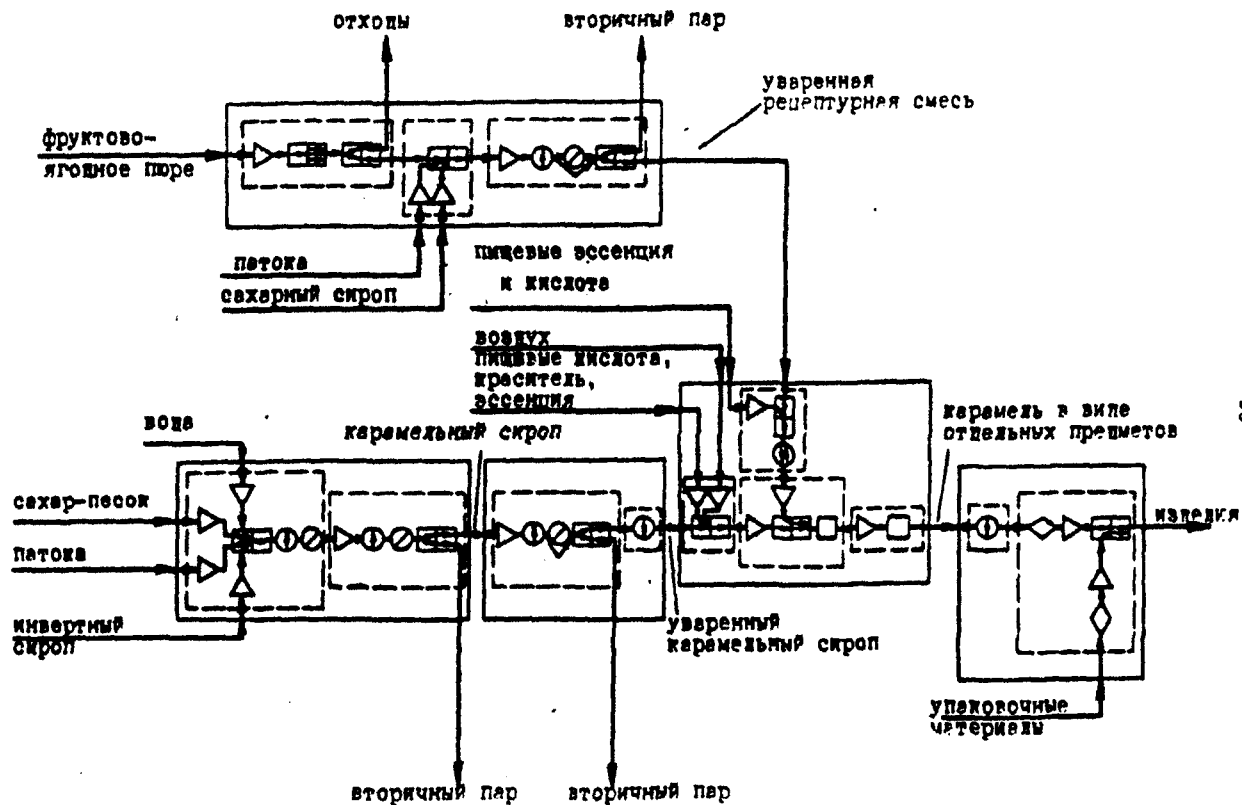 отходы
вторичный пар
уваренная
рецептурная смесь
фруктово-
ягодное пюре
патока
сахарный сироп
пищевые эссенция
и кислота
воздух
пищевые кислота,
краситель,
эссенция
карамель в виде
отдельных предметов
вода
карамельный сироп
сахар-песок
патока
инвертный
сироп
изделия
уваренный
карамельный сироп
упаковочные
материалы
вторичный пар
вторичный пар